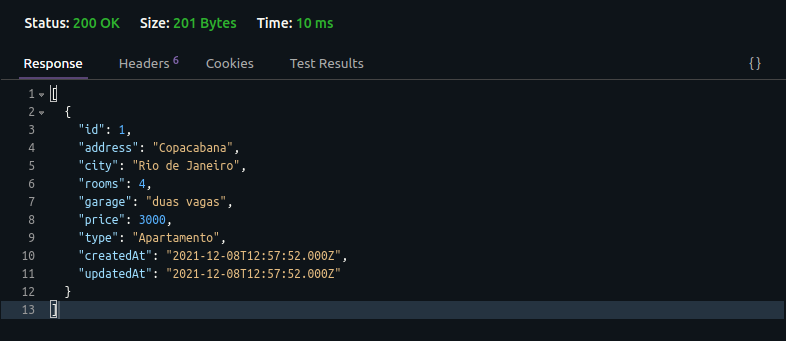 Status: 200 OK Size: 201 Bytes Time: 10 ms
Response Headers 6 Cookies Test Results {}
1 [
2 {
3 "id": 1,
4 "address": "Copacabana",
5 "city": "Rio de Janeiro",
6 "rooms": 4,
7 "garage": "duas vagas",
8 "price": 3000,
9 "type": "Apartamento",
10 "createdAt": "2021-12-08T12:57:52.000Z",
11 "updatedAt": "2021-12-08T12:57:52.000Z"
12 }
13 ]